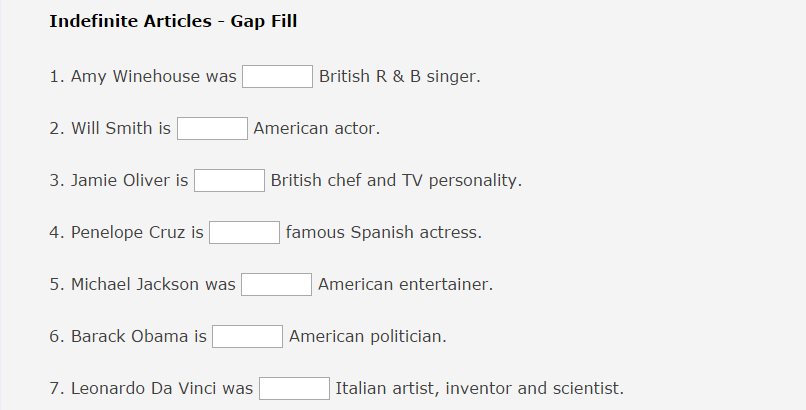 Indefinite Articles - Gap Fill
1. Amy Winehouse was British R & B singer.
2. Will Smith is American actor.
3. Jamie Oliver is British chef and TV personality.
4. Penelope Cruz is famous Spanish actress.
5. Michael Jackson was American entertainer.
6. Barack Obama is American politician.
7. Leonardo Da Vinci was Italian artist, inventor and scientist.